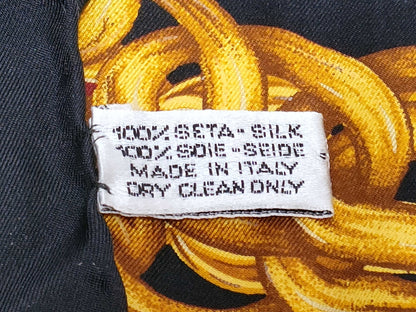 100% SETA - SILK
100% SOIE - SEIDE
MADE IN ITALY
DRY CLEAN ONLY